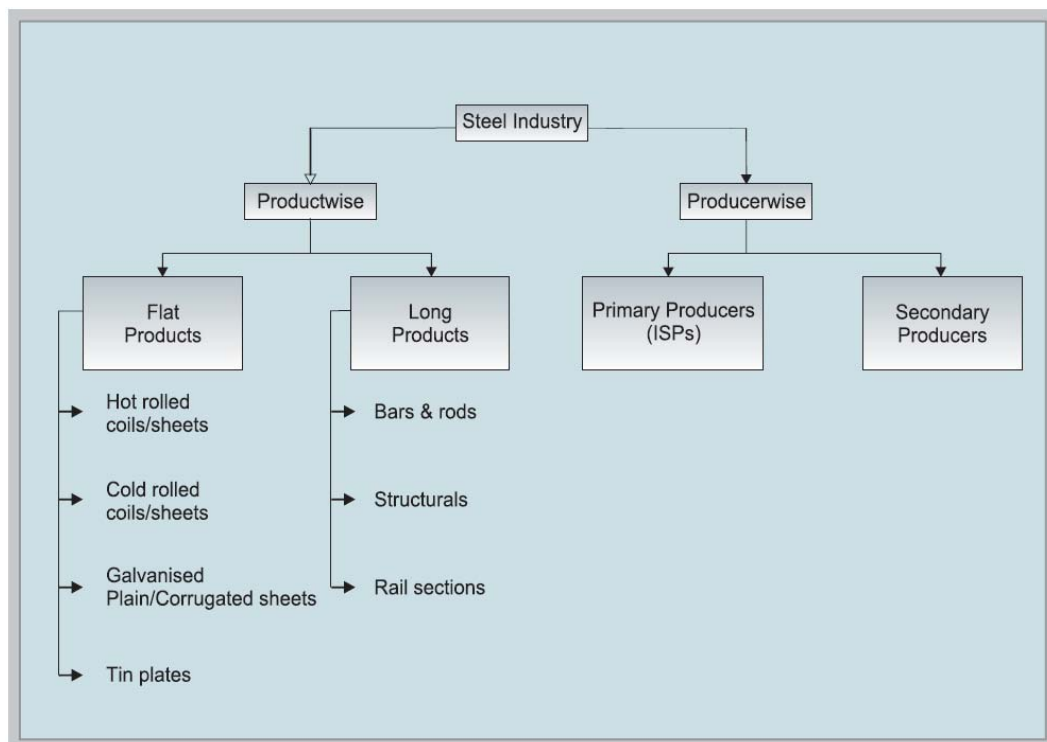 Steel Industry
Productwise
Producerwise
Flat
Products
Long
Products
Primary Producers
(ISPs)
Secondary
Producers
Hot rolled
coils/sheets
Cold rolled
coils/sheets
Galvanised
Plain/Corrugated sheets
Tin plates
Bars & rods
Structurals
Rail sections